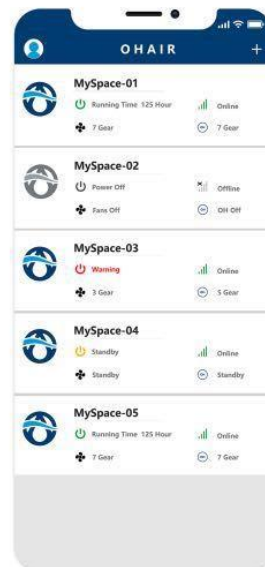 OHAIR +
MySpace-01
Running Time 125 Hour Online
7 Gear 7 Gear
MySpace-02
Power Off Offline
Fans Off OH Off
MySpace-03
Warning Online
3 Gear 5 Gear
MySpace-04
Standby Online
Standby Standby
MySpace-05
Running Time 125 Hour Online
7 Gear 7 Gear